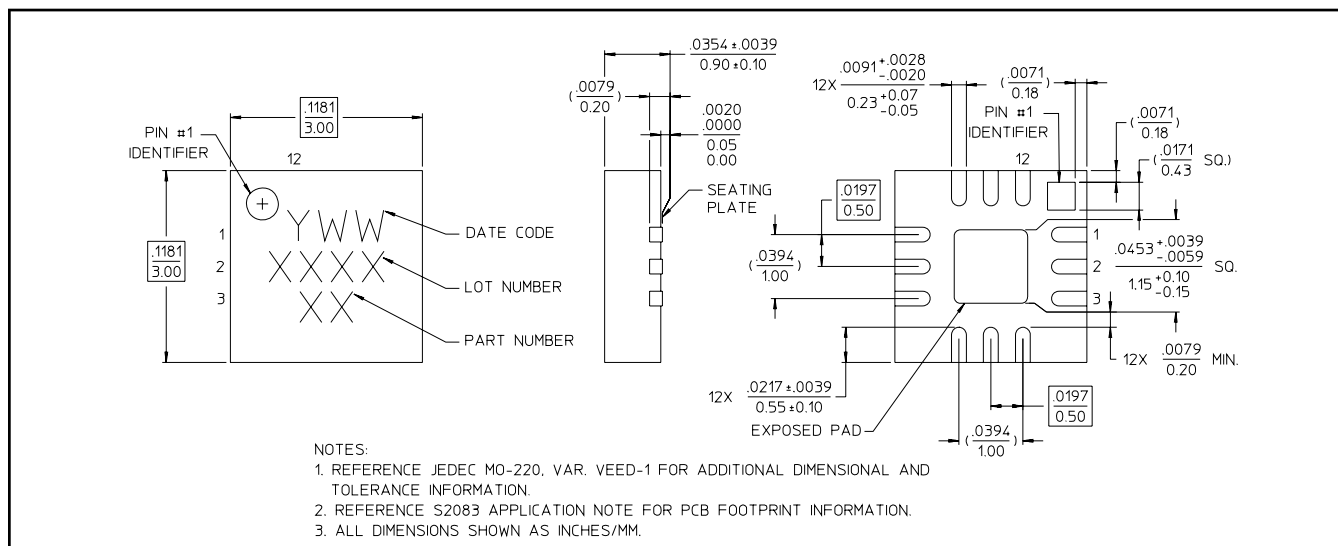 .1181
3.00
PIN #1
IDENTIFIER
12
.1181
3.00
1
2
3
YWW
XXXX
XX
DATE CODE
LOT NUMBER
PART NUMBER
.0354 ±.0039
0.90 ±0.10
(.0079
0.20)
.0020
.0000
0.05
0.00
SEATING
PLATE
12X .0091 +.0028
-.0020
0.23 +0.07
-0.05
(.0071
0.18)
PIN #1
IDENTIFIER
12
(.0071
0.18)
(.0171
0.43 SQ.)
.0197
0.50
(.0394
1.00)
1
2
3
.0453 +.0039
-.0059
1.15 +0.10
-0.15
SQ.
12X .0079
0.20 MIN.
12X .0217 ±.0039
0.55 ±0.10
EXPOSED PAD
.0197
0.50
(.0394
1.00)
NOTES:
1. REFERENCE JEDEC MO-220, VAR. VEED-1 FOR ADDITIONAL DIMENSIONAL AND
TOLERANCE INFORMATION.
2. REFERENCE S2083 APPLICATION NOTE FOR PCB FOOTPRINT INFORMATION.
3. ALL DIMENSIONS SHOWN AS INCHES/MM.